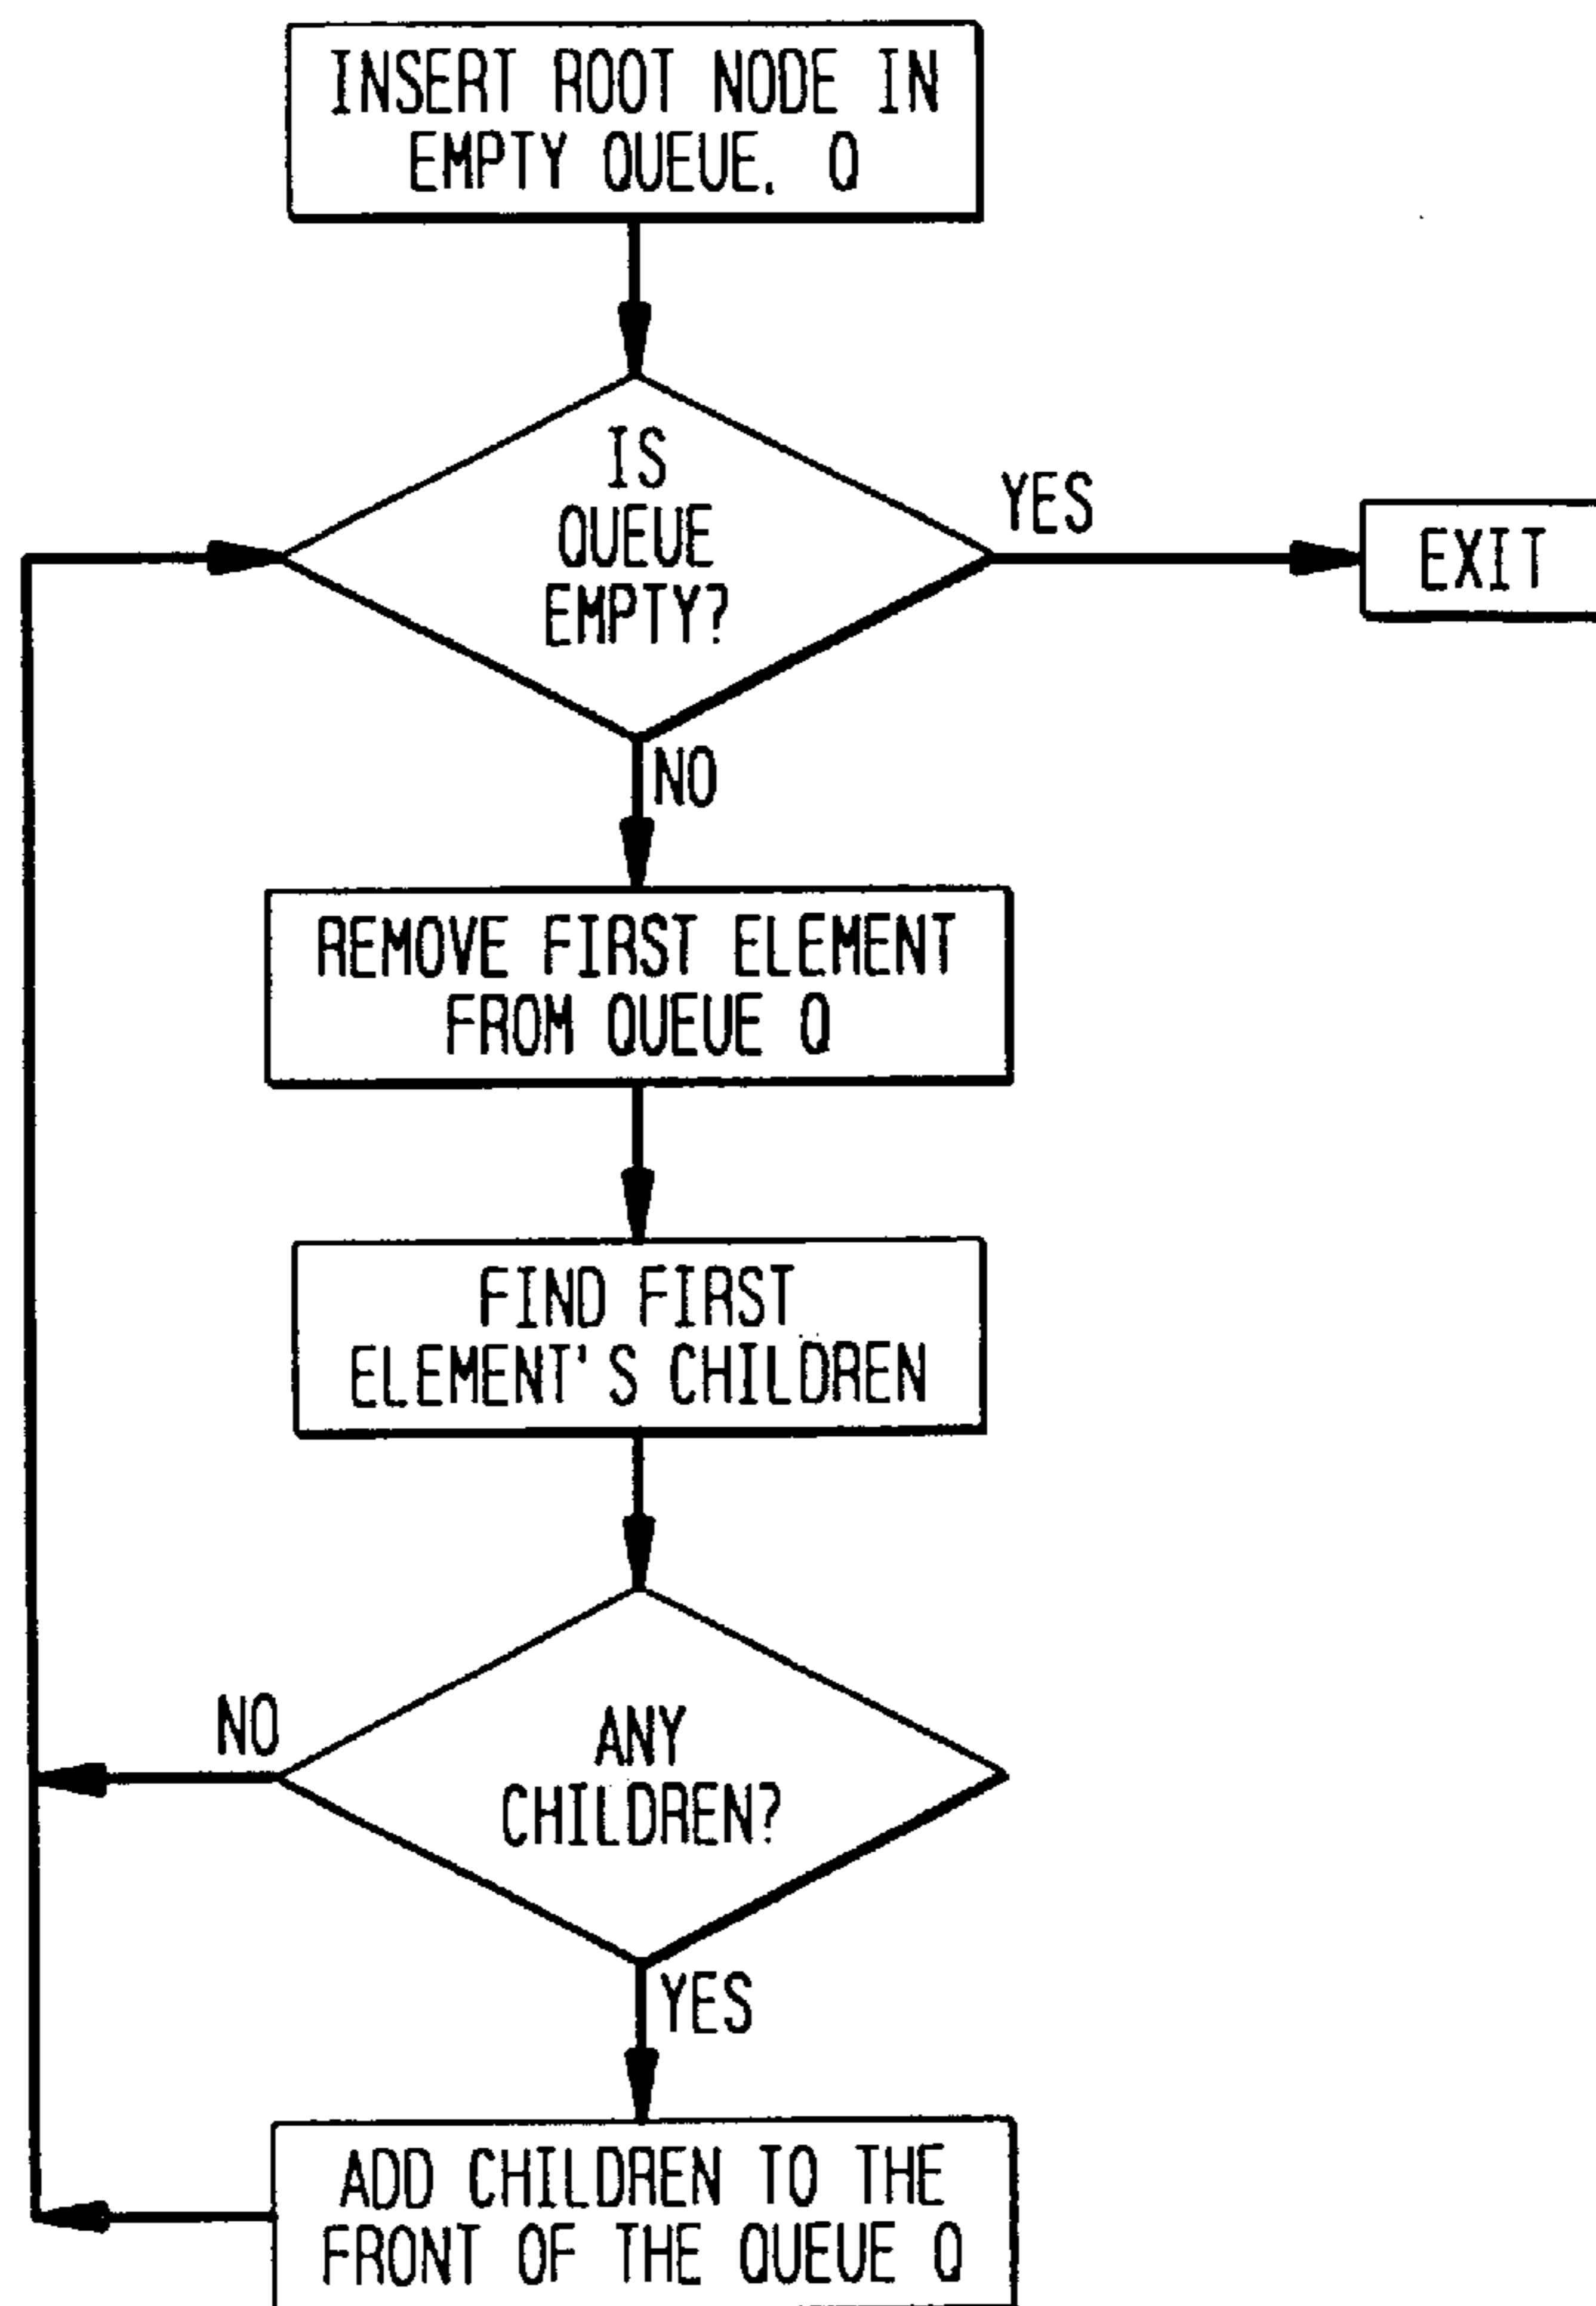 INSERT ROOT NODE IN
EMPTY QUEUE, Q
IS
QUEUE
EMPTY?
YES
EXIT
NO
REMOVE FIRST ELEMENT
FROM QUEUE Q
FIND FIRST
ELEMENT'S CHILDREN
ANY
CHILDREN?
NO
YES
ADD CHILDREN TO THE
FRONT OF THE QUEUE Q